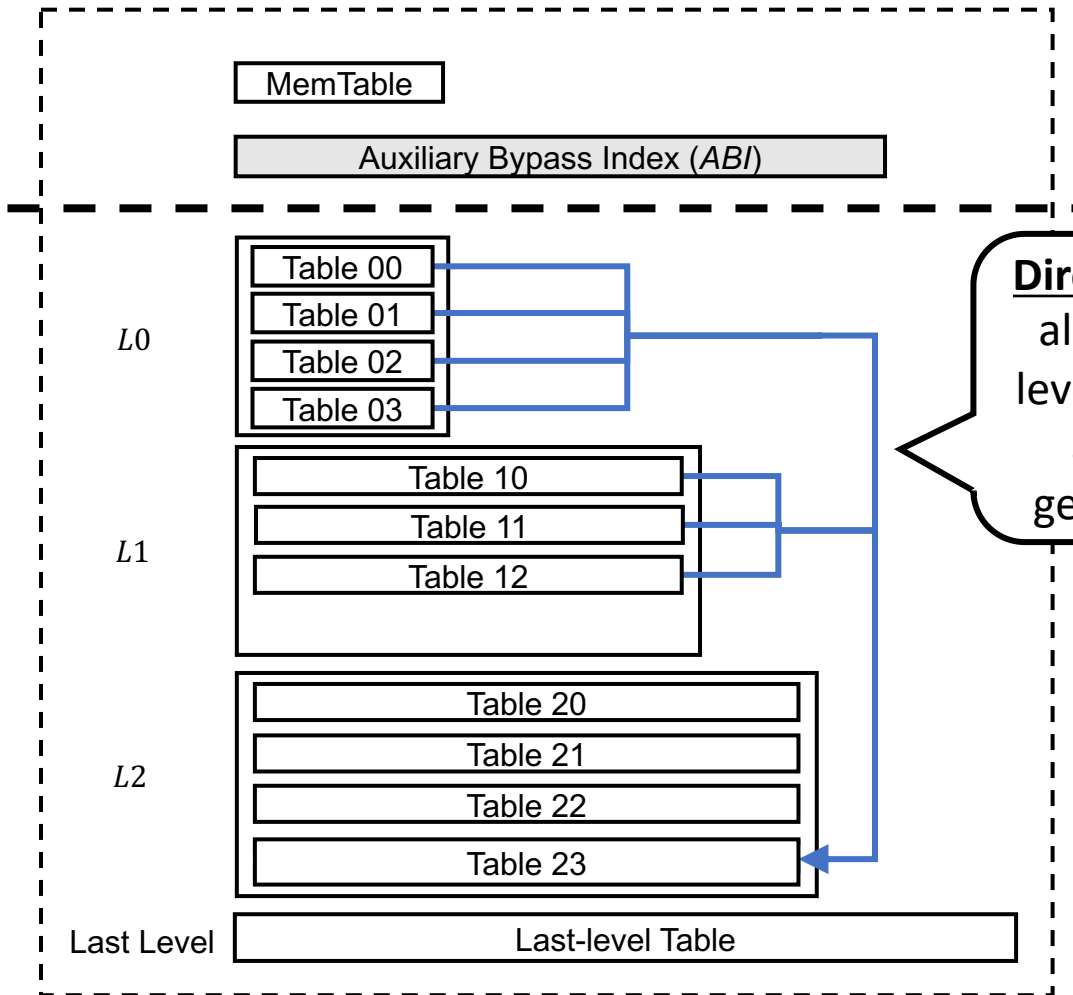 MemTable
Auxiliary Bypass Index (ABI)
L0
Table 00
Table 01
Table 02
Table 03
L1
Table 10
Table 11
Table 12
L2
Table 20
Table 21
Table 22
Table 23
Last Level
Last-level Table